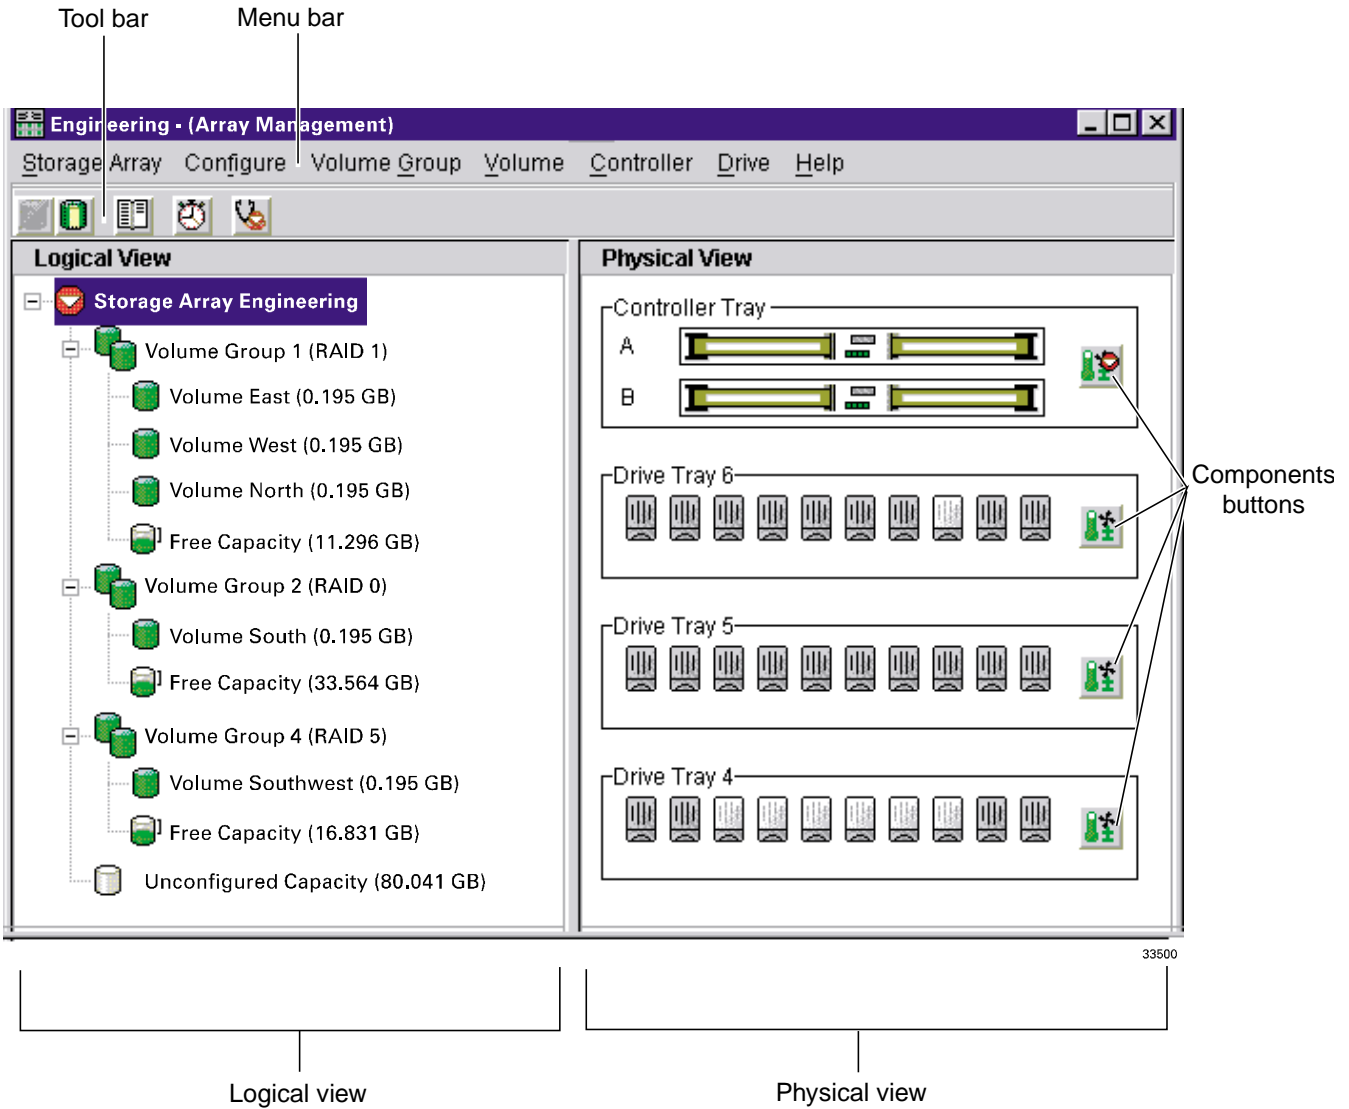 Tool bar
Menu bar
Engineering - (Array Management)
Storage Array Configure Volume Group Volume Controller Drive Help
Logical View
Storage Array Engineering
Volume Group 1 (RAID 1)
Volume East (0.195 GB)
Volume West (0.195 GB)
Volume North (0.195 GB)
Free Capacity (11.296 GB)
Volume Group 2 (RAID 0)
Volume South (0.195 GB)
Free Capacity (33.564 GB)
Volume Group 4 (RAID 5)
Volume Southwest (0.195 GB)
Free Capacity (16.831 GB)
Unconfigured Capacity (80.041 GB)
Physical View
Controller Tray
A
B
Drive Tray 6
Drive Tray 5
Drive Tray 4
Components
buttons
33500
Logical view
Physical view